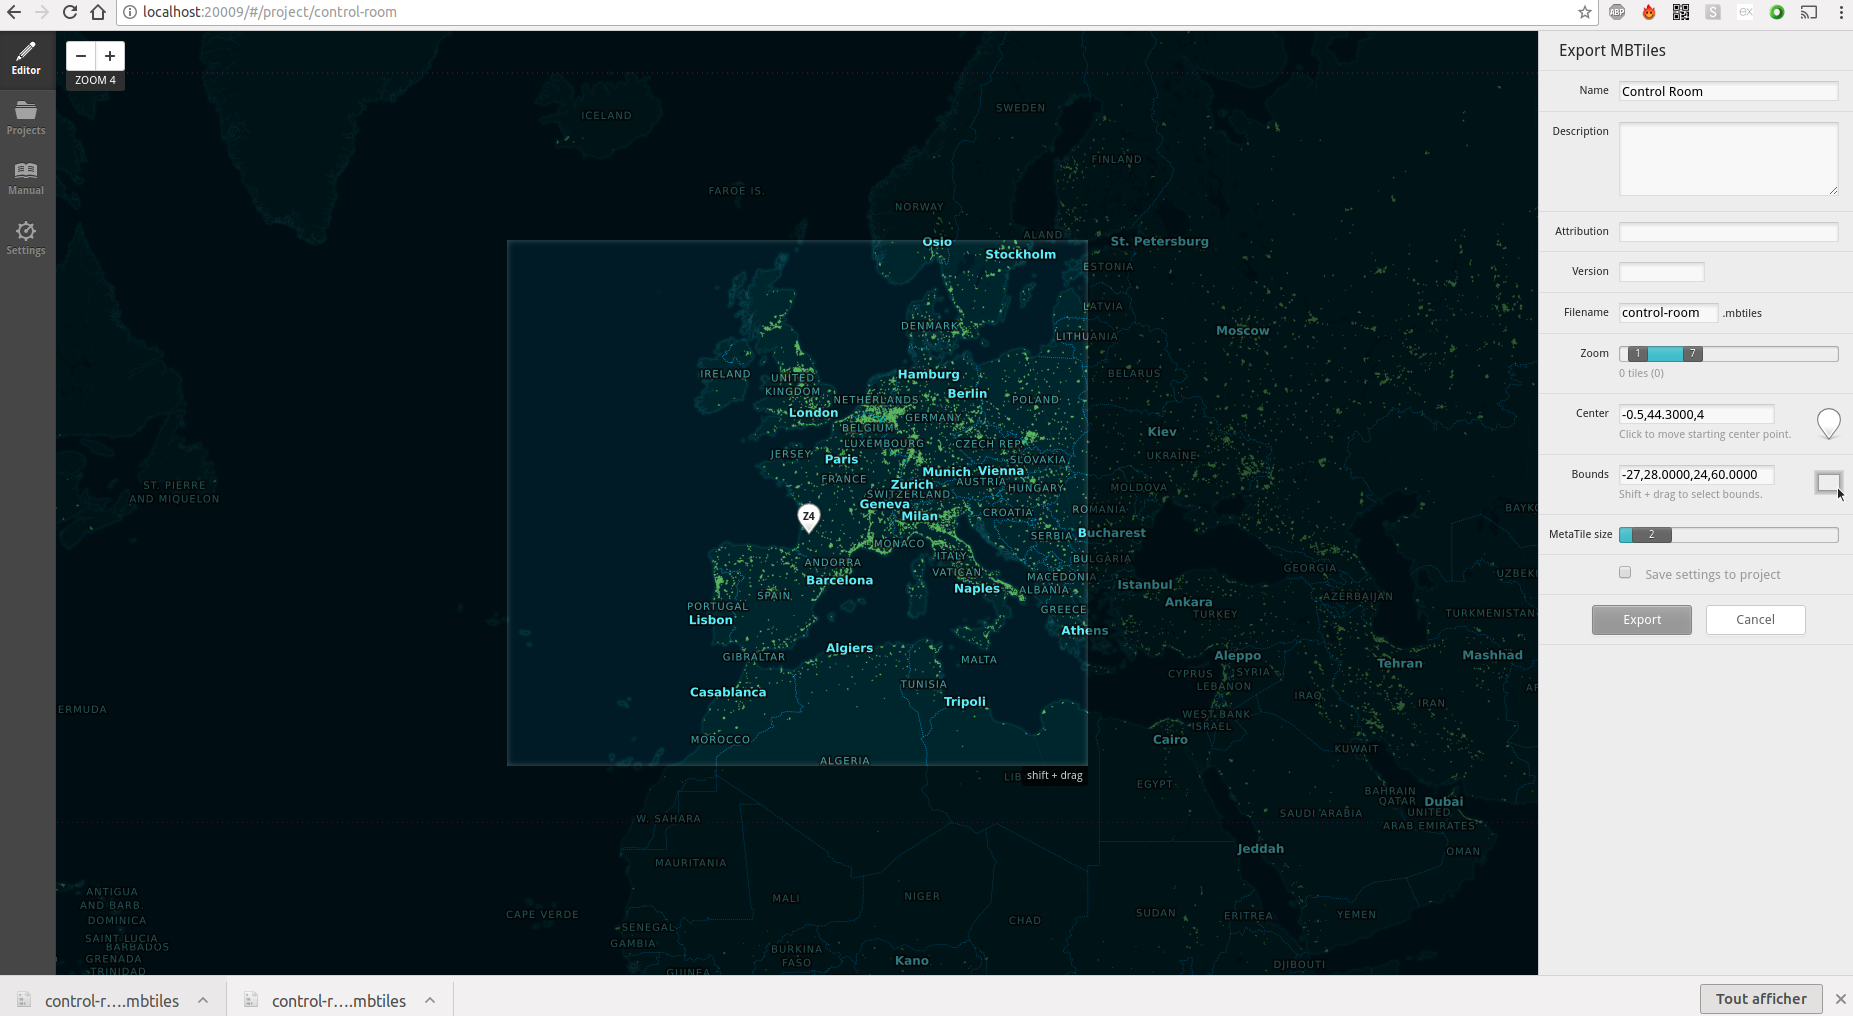 localhost:20009/#/project/control-room
ABP
S
ex
Editor
Projects
Manual
Settings
− +
ZOOM 4
ICELAND
SWEDEN
FINLAND
FAROE IS.
NORWAY
ALAND
Oslo
Stockholm
St. Petersburg
ESTONIA
LATVIA
DENMARK
LITHUANIA
Moscow
IRELAND
UNITED
KINGDOM
Hamburg
BELARUS
Berlin
NETHERLANDS
POLAND
London
GERMANY
BELGIUM
Kiev
LUXEMBOURG
CZECH REP.
UKRAINE
JERSEY
Paris
SLOVAKIA
Munich
Vienna
FRANCE
Zurich
AUSTRIA
HUNGARY
MOLDOVA
SWITZERLAND
ST. PIERRE
AND MIQUELON
Geneva
Milan
CROATIA
ROMANIA
BAYKO
Z4
SERBIA
Bucharest
MONACO
ITALY
BULGARIA
ANDORRA
VATICAN
GEORGIA
UZBEKI
Barcelona
MACEDONIA
Istanbul
Naples
ALBANIA
SPAIN
AZERBAIJAN
Ankara
PORTUGAL
GREECE
TURKEY
TURKMENISTAN
Lisbon
Athens
Algiers
GIBRALTAR
MALTA
Aleppo
Tehran
Mashhad
CYPRUS
SYRIA
TUNISIA
LEBANON
Casablanca
Tripoli
IRAQ
IRAN
AF
ERMUDA
WEST BANK
ISRAEL
MOROCCO
Cairo
KUWAIT
ALGERIA
LIB
shift + drag
EGYPT
BAHRAIN
QATAR
Dubai
W. SAHARA
SAUDI ARABIA
UNITED
ARAB EMIRATES
Jeddah
OMAN
MAURITANIA
ANTIGUA
AND BARB.
MALI
NIGER
DOMINICA
CAPE VERDE
CHAD
SUDAN
ERITREA
YEMEN
SENEGAL
SAINT LUCIA
BARBADOS
GAMBIA
BURKINA
FASO
GRENADA
TRINIDAD
Kano
DJIBOUTI
GUINEA
Export MBTiles
Name
Control Room
Description
Attribution
Version
Filename
control-room
.mbtiles
Zoom
1
7
0 tiles (0)
Center
-0.5,44.3000,4
Click to move starting center point.
Bounds
-27,28.0000,24,60.0000
Shift + drag to select bounds.
MetaTile size
2
Save settings to project
Export
Cancel
control-r....mbtiles
control-r....mbtiles
Tout afficher